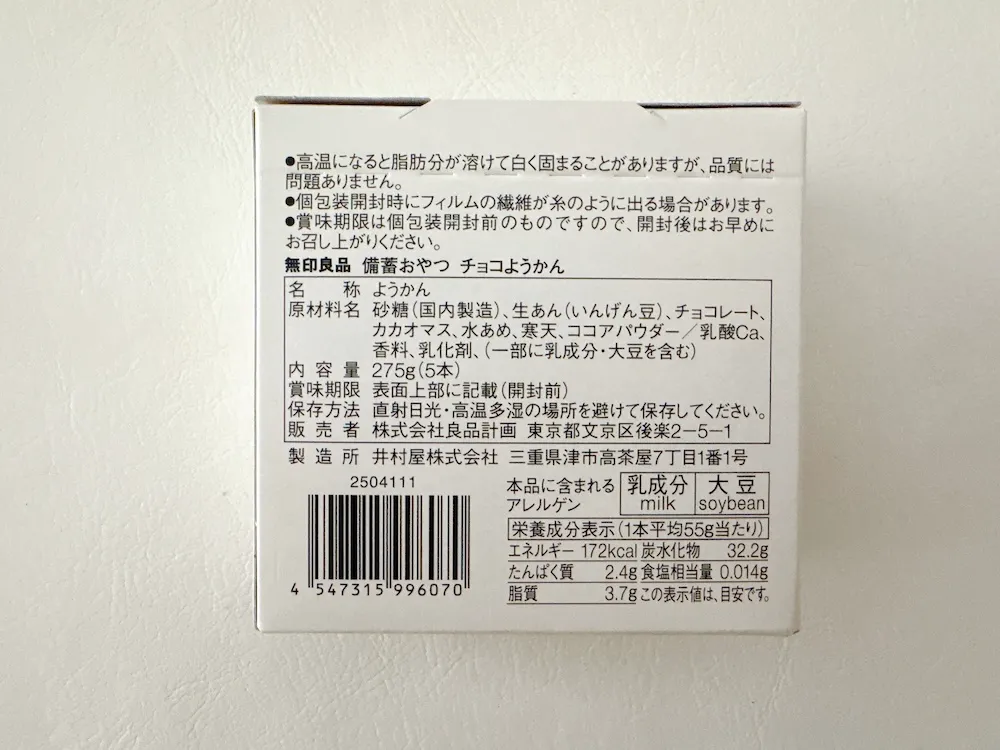 ●高温になると脂肪分が溶けて白く固まることがありますが、品質には
問題ありません。
●個包装開封時にフィルムの繊維が糸のように出る場合があります。
●賞味期限は個包装開封前のものですので、開封後はお早めに
お召し上がりください。
無印良品 備蓄おやつ チョコようかん
名称 ようかん
原材料名 砂糖(国内製造)、生あん(いんげん豆)、チョコレート、
カカオマス、水あめ、寒天、ココアパウダー／乳酸Ca、
香料、乳化剤、(一部に乳成分・大豆を含む)
内容量 275g(5本)
賞味期限 表面上部に記載(開封前)
保存方法 直射日光・高温多湿の場所を避けて保存してください。
販売者 株式会社良品計画 東京都文京区後楽2-5-1
製造所 井村屋株式会社 三重県津市高茶屋7丁目1番1号
2504111
4 547315 996070
本品に含まれる
アレルゲン
乳成分 大豆
milk soybean
栄養成分表示(1本平均55g当たり)
エネルギー 172kcal 炭水化物 32.2g
たんぱく質 2.4g 食塩相当量 0.014g
脂質 3.7g この表示値は、目安です。